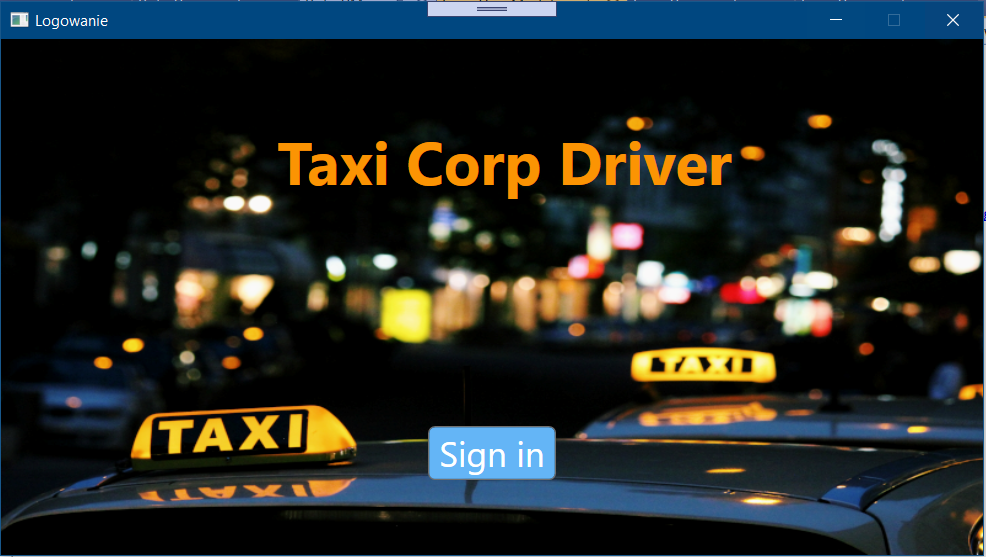 Logowanie
Taxi Corp Driver
TAXI
TAXI
Sign in